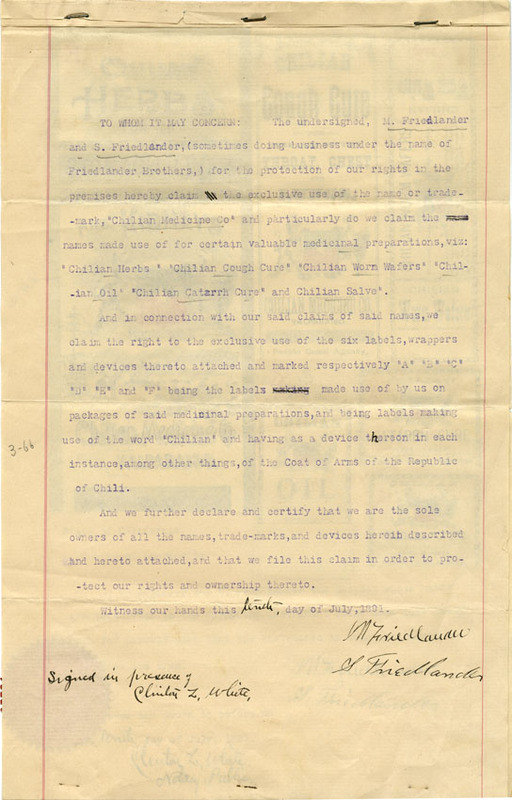 TO WHOM IT MAY CONCERN: The undersigned, M. Friedlander
and S. Friedlander,(sometimes doing business under the name of
Friedlander Brothers,) for the protection of our rights in the
premises hereby claim the exclusive use of the name or trade-
-mark,"Chilian Medicine Co" and particularly do we claim the
names made use of for certain valuable medicinal preparations,viz:
"Chilian Herbs " "Chilian Cough Cure" "Chilian Worm Wafers" "Chil-
-ian Oil" "Chilian Catzrrh Cure" and Chilian Salve".
And in connection with our said claims of said names,we
claim the right to the exclusive use of the six labels,wrappers
and devices thereto attached and marked respectively "A" "B" "C"
"D" "E" and "F" being the labels making made use of by us on
packages of said medicinal preparations,and being labels making
use of the word "Chilian" and having as a device thereon in each
instance,among other things,of the Coat of Arms of the Republic
of Chili.
3-66
And we further declare and certify that we are the sole
owners of all the names,trade-marks,and devices herein described
and hereto attached,and that we file this claim in order to pro-
-tect our rights and ownership thereto.
Witness our hands this tenth, day of July,1891.
M Friedlander
S Friedlander
Signed in presence of
Clinton L. White,